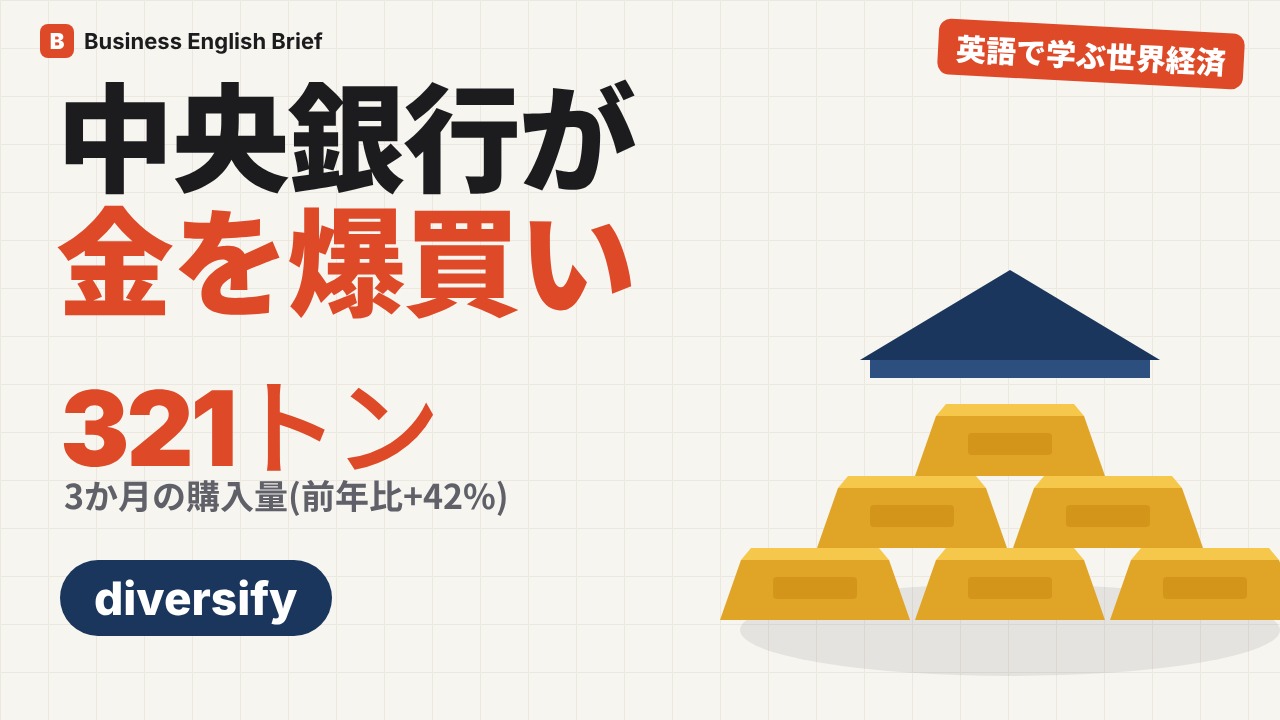 B Business English Brief
英語で学ぶ世界経済
中央銀行が
金を爆買い
321トン
3か月の購入量(前年比+42%)
diversify